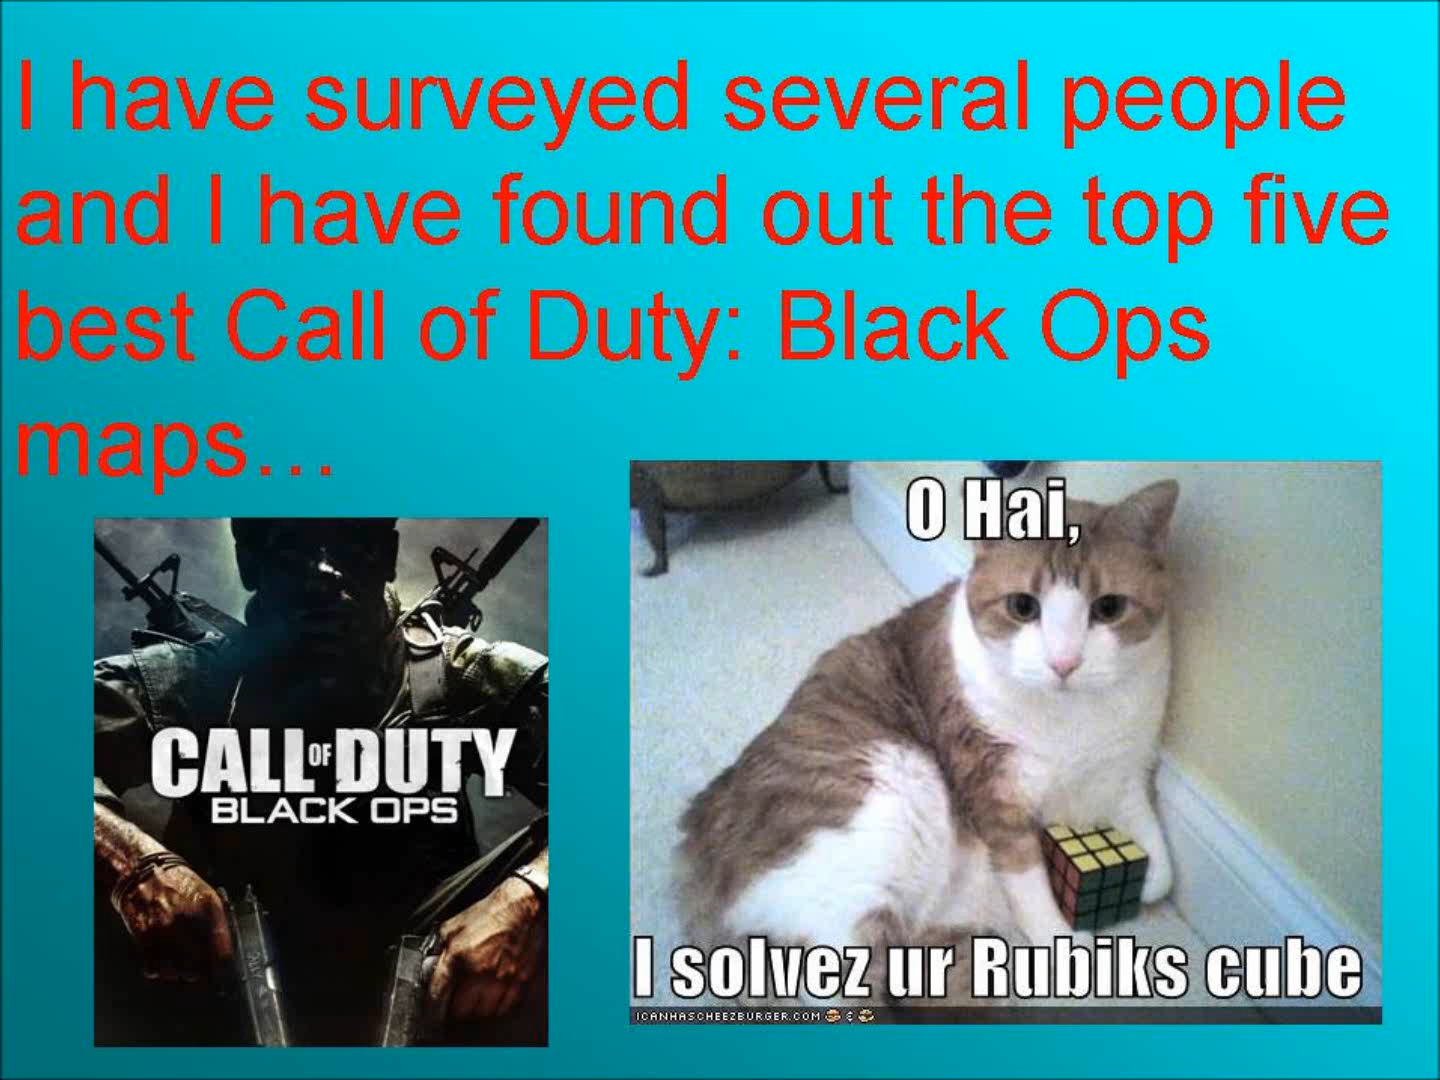 I have surveyed several people
and I have found out the top five
best Call of Duty: Black Ops
maps...
O Hai,
CALL OF DUTY
BLACK OPS
I solvez ur Rubiks cube
ICANHASCHEEZBURGER.COM